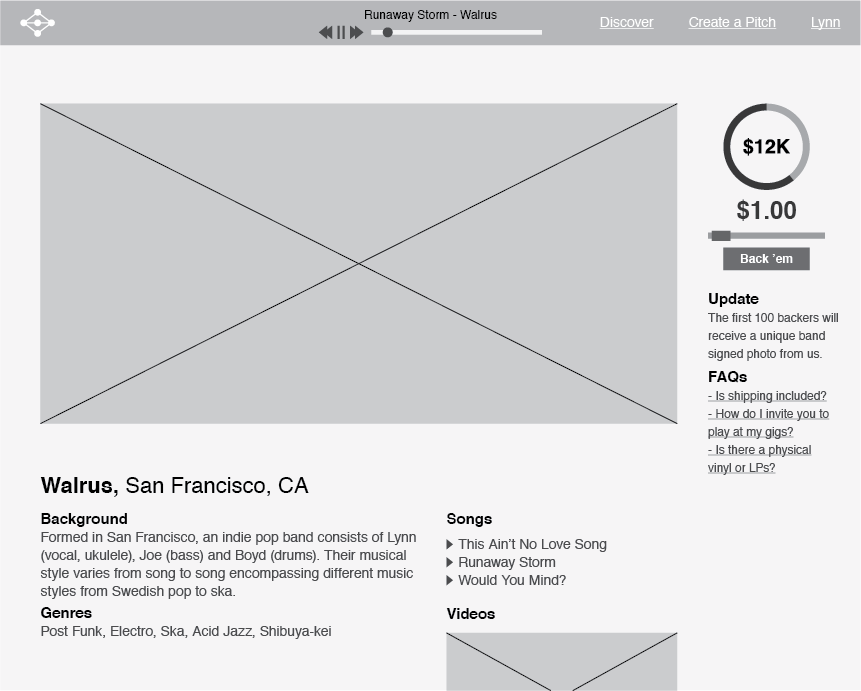 Runaway Storm - Walrus
Discover
Create a Pitch
Lynn
$12K
$1.00
Back ’em
Update
The first 100 backers will
receive a unique band
signed photo from us.
FAQs
- Is shipping included?
- How do I invite you to
play at my gigs?
- Is there a physical
vinyl or LPs?
Walrus, San Francisco, CA
Background
Formed in San Francisco, an indie pop band consists of Lynn
(vocal, ukulele), Joe (bass) and Boyd (drums). Their musical
style varies from song to song encompassing different music
styles from Swedish pop to ska.
Genres
Post Funk, Electro, Ska, Acid Jazz, Shibuya-kei
Songs
This Ain’t No Love Song
Runaway Storm
Would You Mind?
Videos